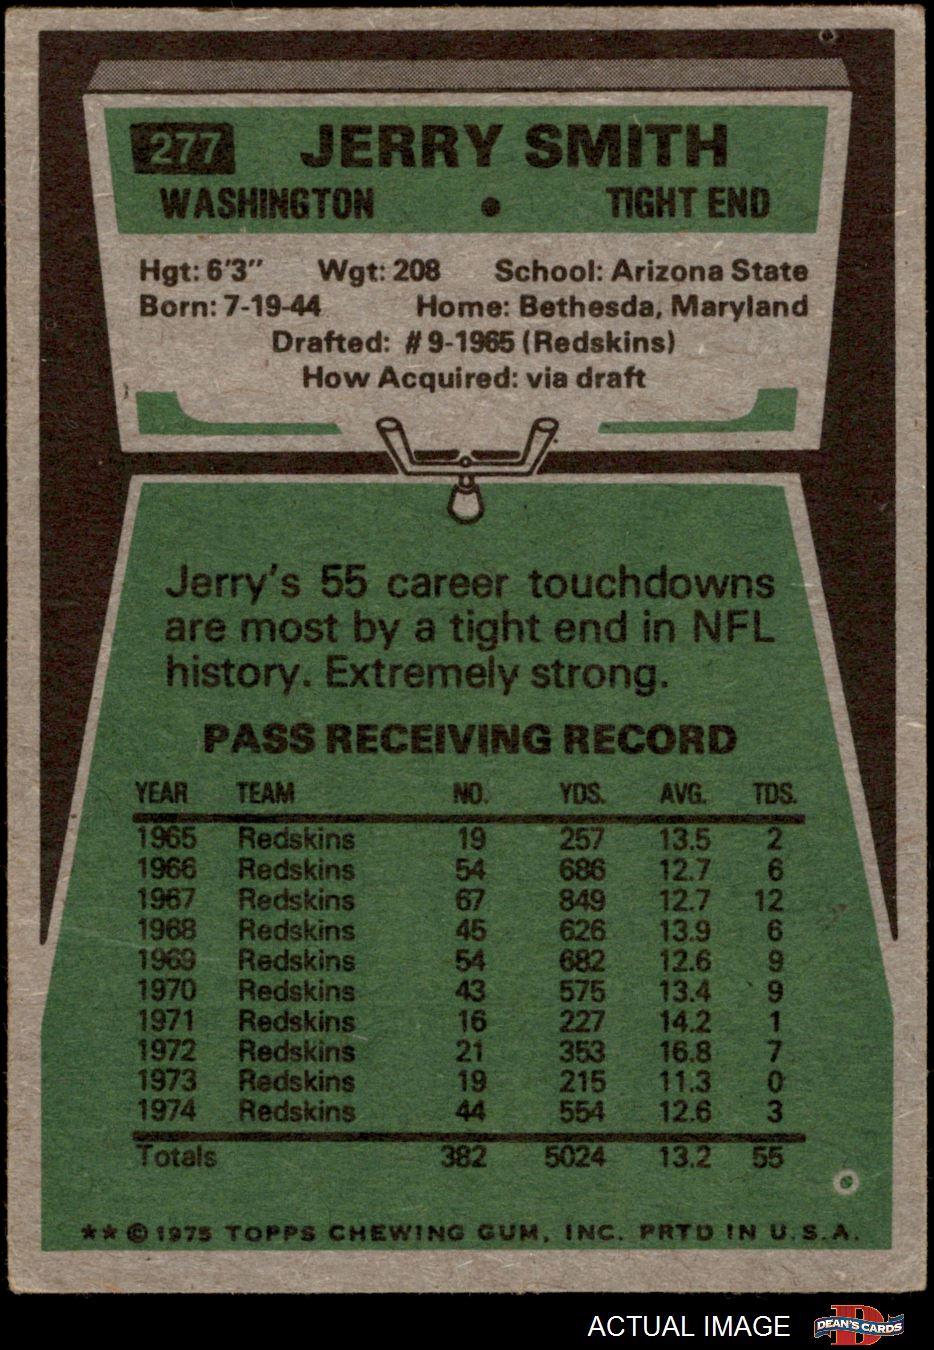 277 JERRY SMITH
WASHINGTON • TIGHT END
Hgt: 6'3" Wgt: 208 School: Arizona State
Born: 7-19-44 Home: Bethesda, Maryland
Drafted: #9-1965 (Redskins)
How Acquired: via draft
Jerry's 55 career touchdowns
are most by a tight end in NFL
history. Extremely strong.
PASS RECEIVING RECORD
YEAR TEAM NO. YDS. AVG. TDS.
1965 Redskins 19 257 13.5 2
1966 Redskins 54 686 12.7 6
1967 Redskins 67 849 12.7 12
1968 Redskins 45 626 13.9 6
1969 Redskins 54 682 12.6 9
1970 Redskins 43 575 13.4 9
1971 Redskins 16 227 14.2 1
1972 Redskins 21 353 16.8 7
1973 Redskins 19 215 11.3 0
1974 Redskins 44 554 12.6 3
Totals 382 5024 13.2 55
**© 1975 TOPPS CHEWING GUM, INC. PRTD IN U.S.A.
ACTUAL IMAGE DEAN'S CARDS